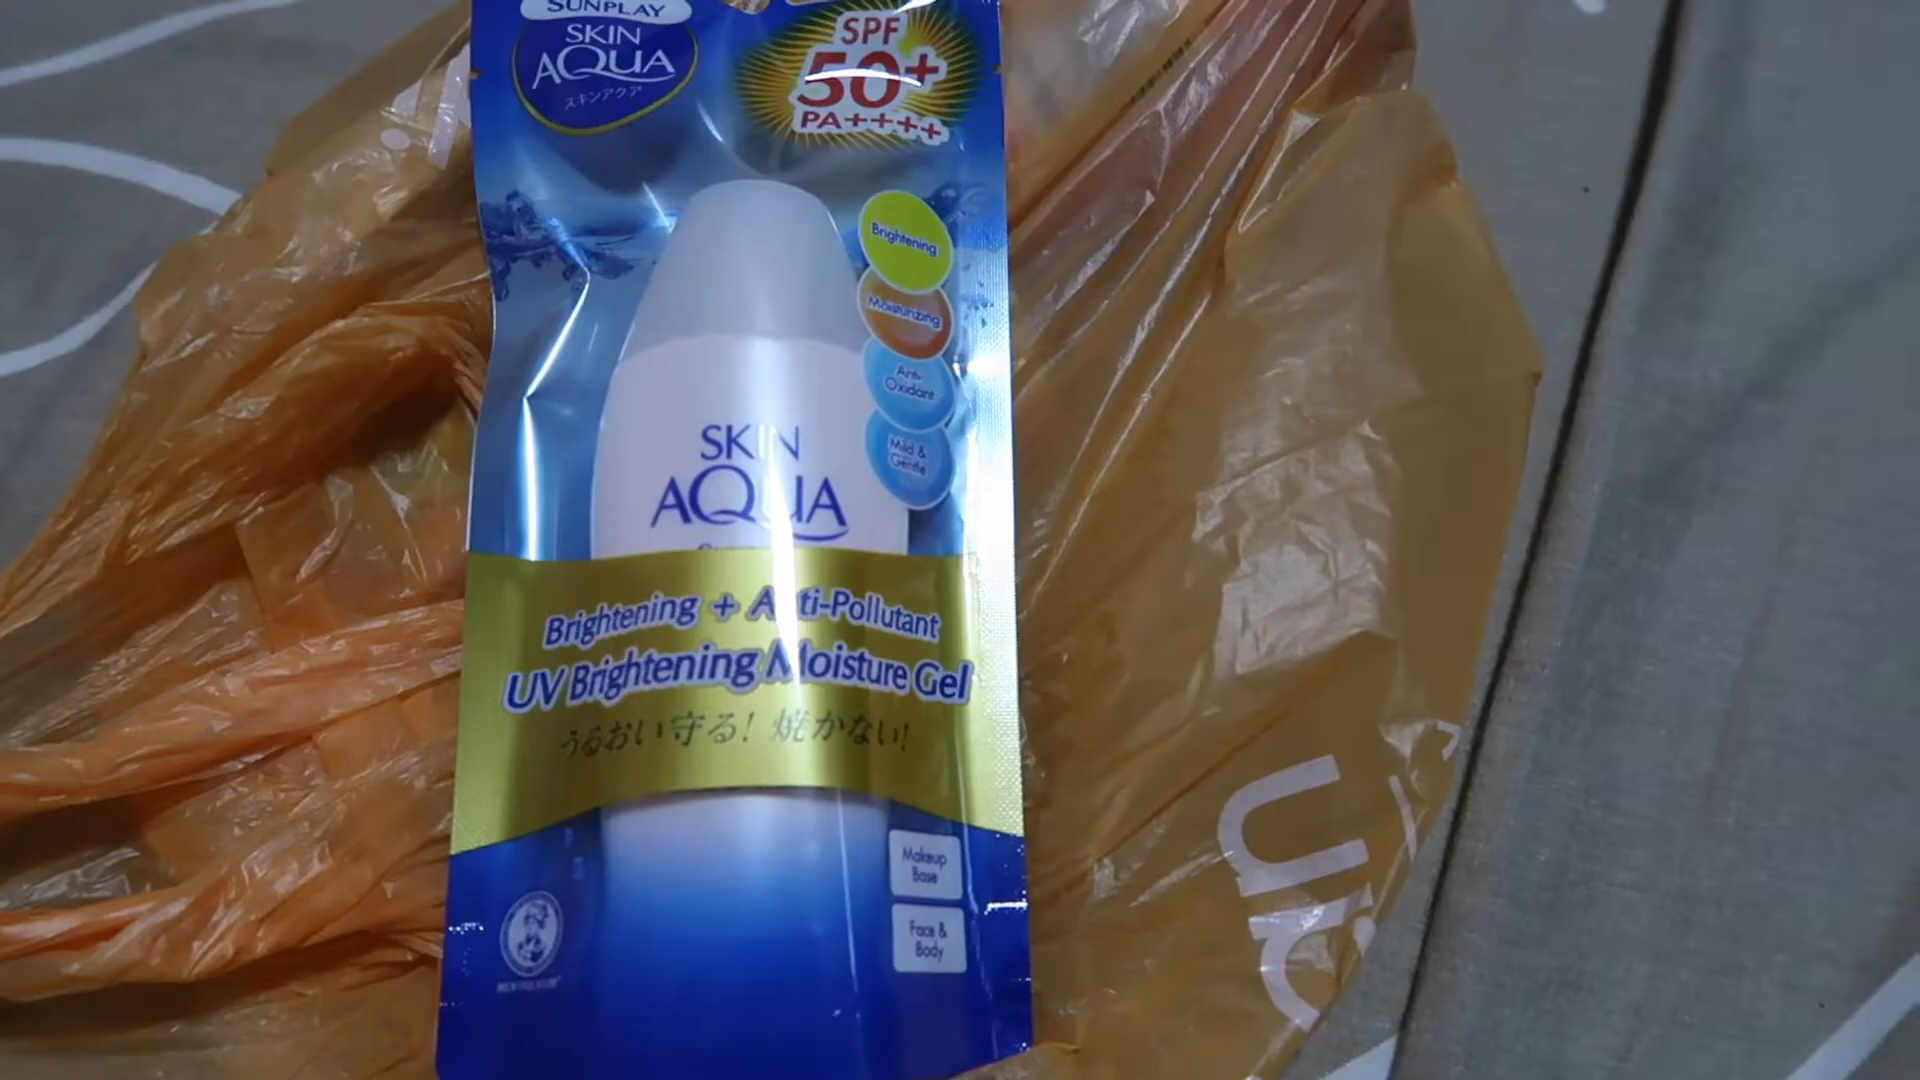 SUNPLAY
SKIN
AQUA
スキンアクア
SPF
50+
PA++++
Brightening
Moisturizing
Anti-
Oxidant
Mild &
Gentle
SKIN
AQUA
Brightening + Anti-Pollutant
UV Brightening Moisture Gel
うるおい守る! 焼かない!
Makeup
Base
Face &
Body
MENTHOLATUM